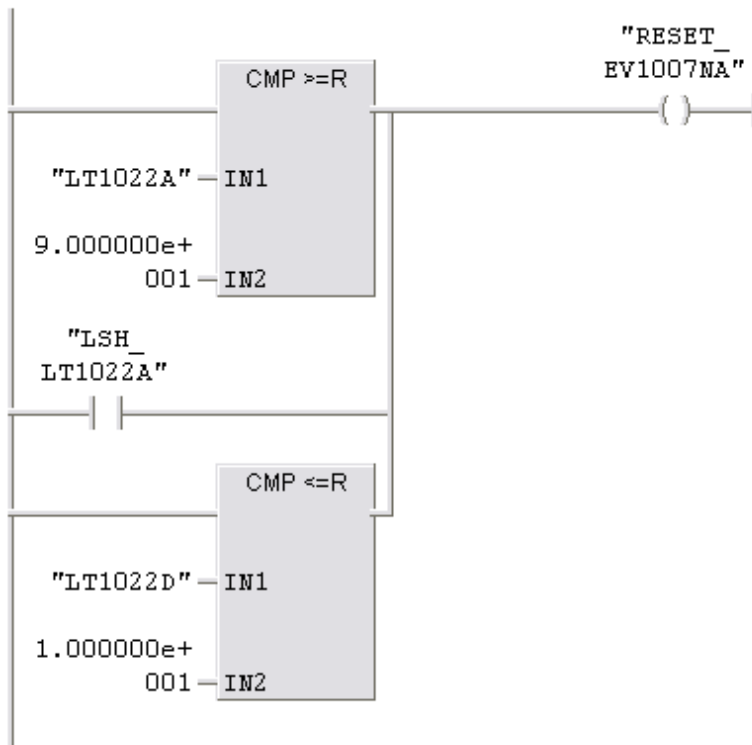 "RESET_
EV1007NA"
CMP >=R
"LT1022A"
IN1
9.000000e+
001
IN2
"LSH_
LT1022A"
CMP <=R
"LT1022D"
IN1
1.000000e+
001
IN2